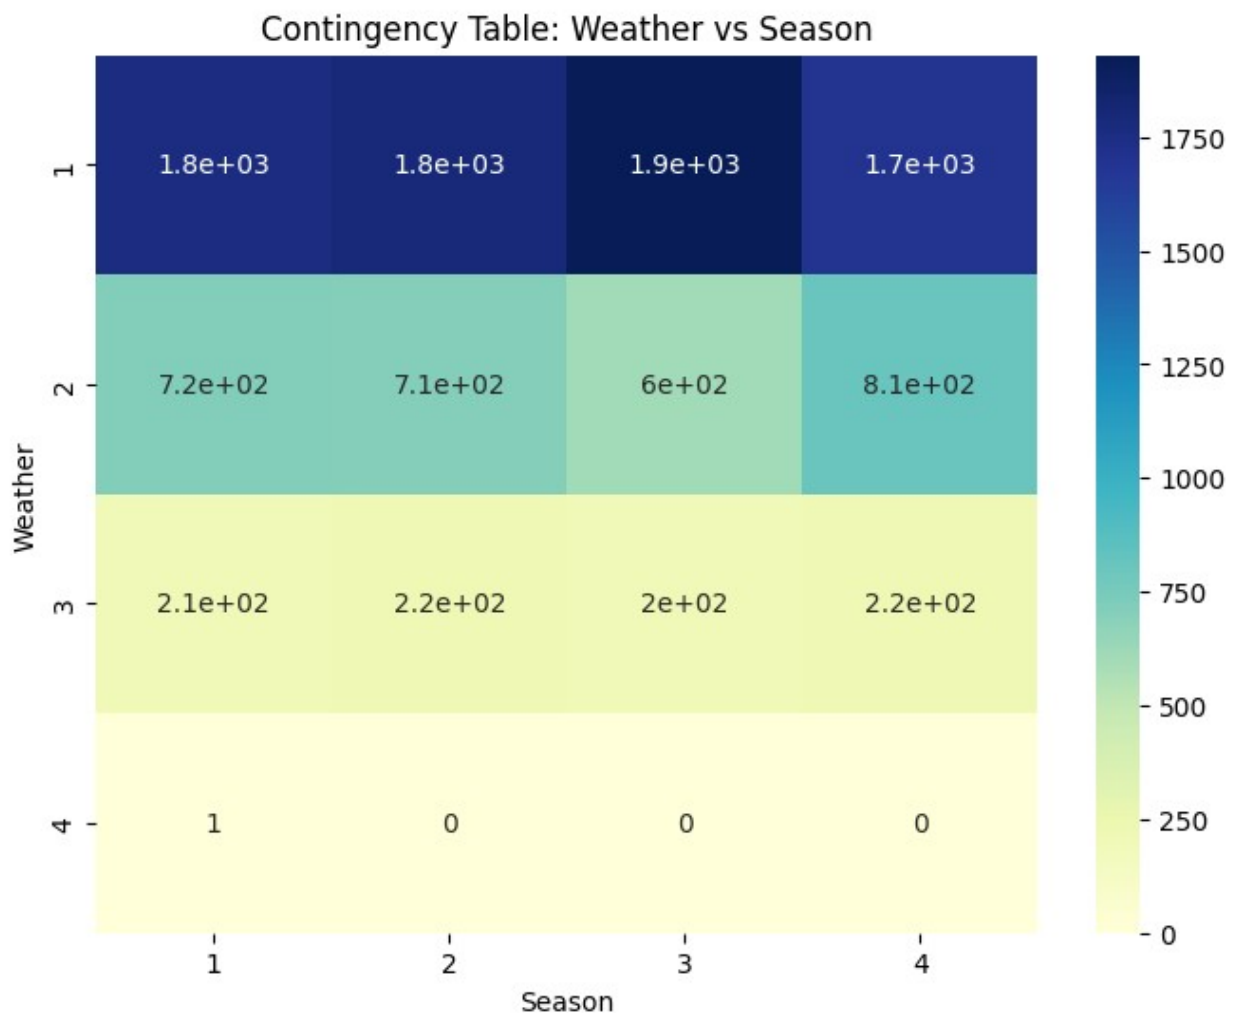 Contingency Table: Weather vs Season
1 1.8e+03 1.8e+03 1.9e+03 1.7e+03
2 7.2e+02 7.1e+02 6e+02 8.1e+02
3 2.1e+02 2.2e+02 2e+02 2.2e+02
4 1 0 0 0
Weather
1 2 3 4
Season
1750
1500
1250
1000
750
500
250
0